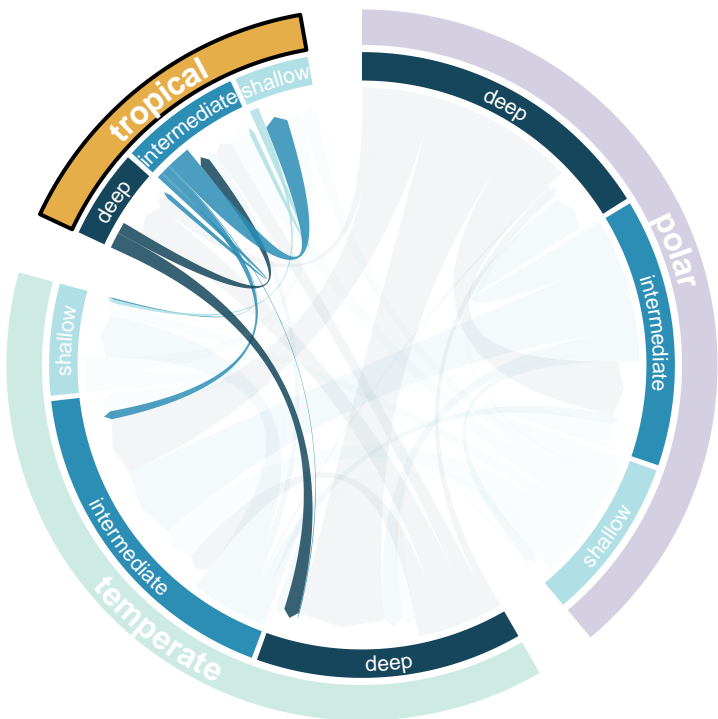 tropical
shallow
intermediate
deep
deep
polar
intermediate
shallow
shallow
intermediate
temperate
deep